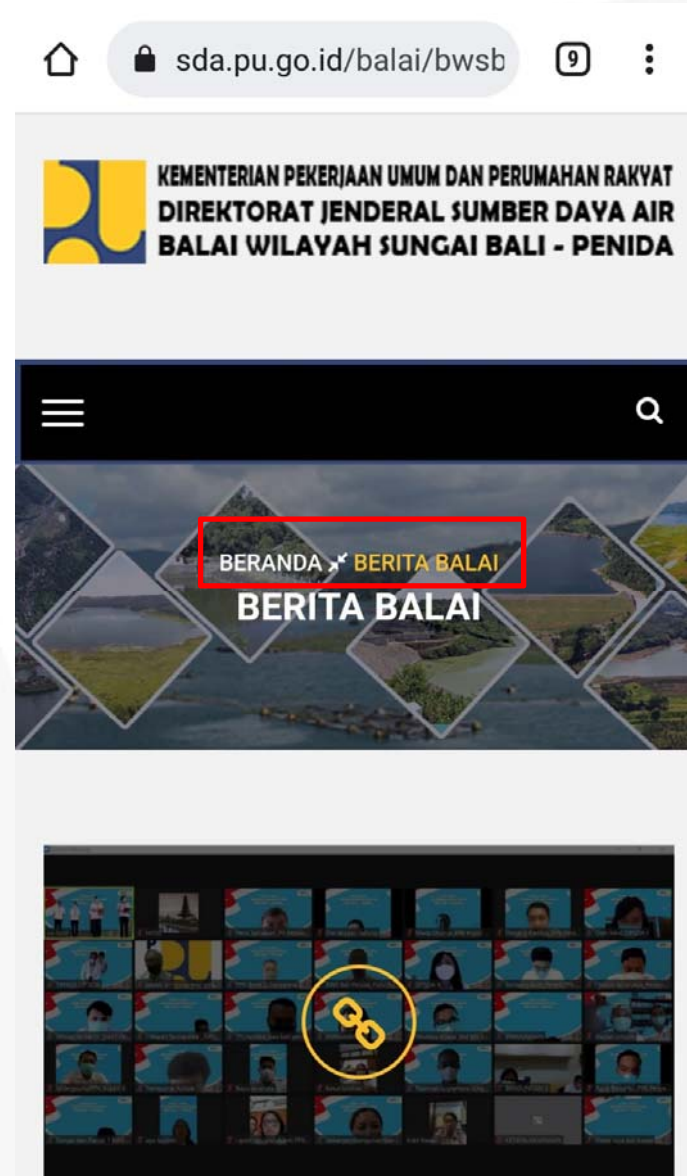 sda.pu.go.id/balai/bwsb
9
KEMENTERIAN PEKERJAAN UMUM DAN PERUMAHAN RAKYAT
DIREKTORAT JENDERAL SUMBER DAYA AIR
BALAI WILAYAH SUNGAI BALI - PENIDA
BERANDA BERITA BALAI
BERITA BALAI